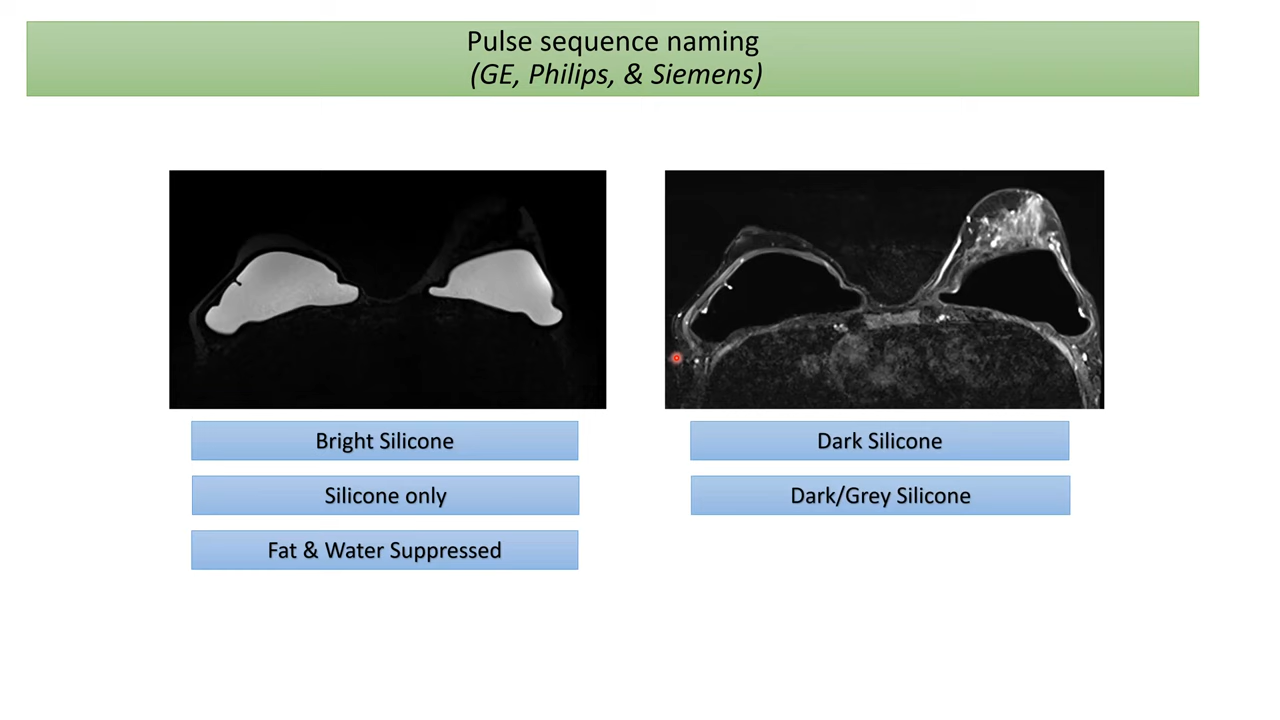 Pulse sequence naming
(GE, Philips, & Siemens)
Bright Silicone
Dark Silicone
Silicone only
Dark/Grey Silicone
Fat & Water Suppressed